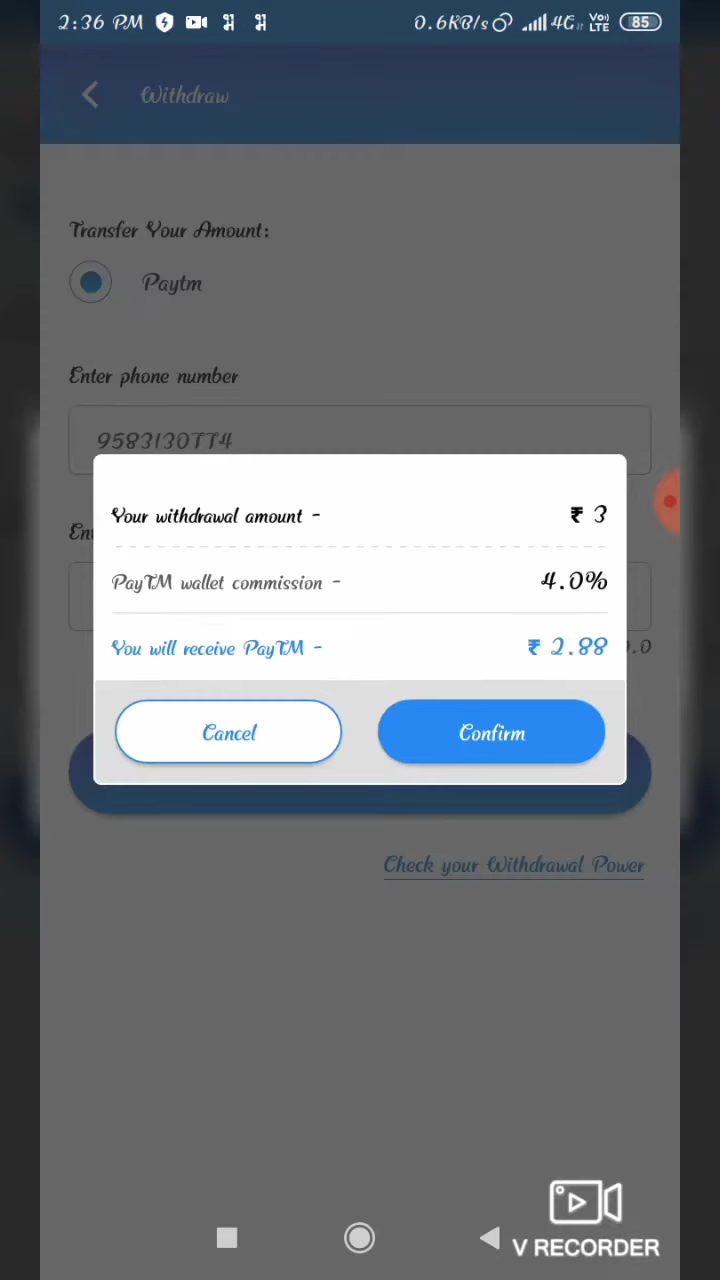 2:36 PM 0.6KB/s 4G Vo) LTE 85
Withdraw
Transfer Your Amount:
Paytm
Enter phone number
9583130774
Your withdrawal amount - ₹ 3
PayTM wallet commission - 4.0%
You will receive PayTM - ₹ 2.88
Cancel Confirm
Check your Withdrawal Power
V RECORDER